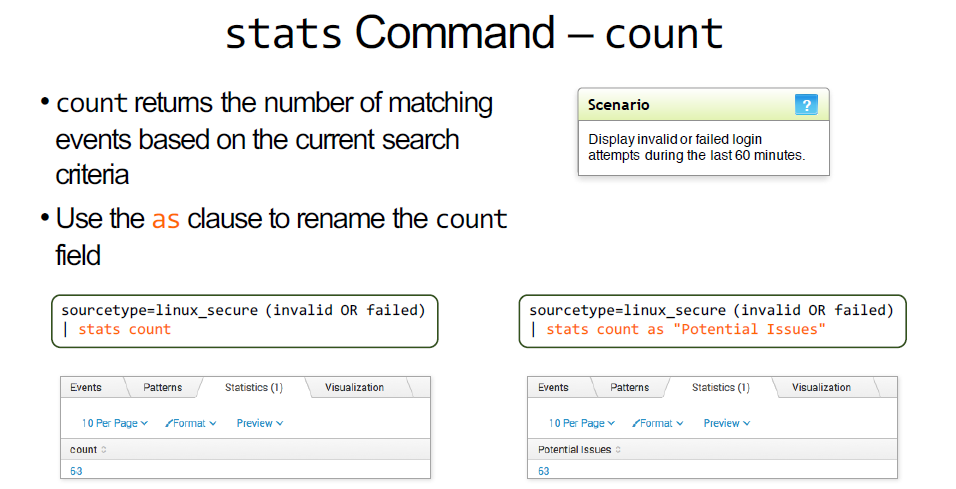 stats Command – count
• count returns the number of matching
events based on the current search
criteria
• Use the as clause to rename the count
field
Scenario ?
Display invalid or failed login
attempts during the last 60 minutes.
sourcetype=linux_secure (invalid OR failed)
| stats count
Events Patterns Statistics (1) Visualization
10 Per Page Format Preview
count
63
sourcetype=linux_secure (invalid OR failed)
| stats count as "Potential Issues"
Events Patterns Statistics (1) Visualization
10 Per Page Format Preview
Potential Issues
63